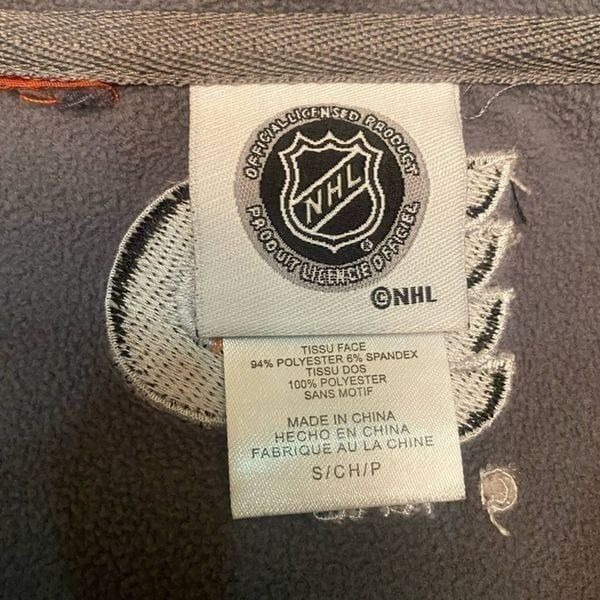 OFFICIAL LICENSED PRODUCT
NHL
®
PRODUIT LICENCIÉ OFFICIEL
©NHL
TISSU FACE
94% POLYESTER 6% SPANDEX
TISSU DOS
100% POLYESTER
SANS MOTIF
MADE IN CHINA
HECHO EN CHINA
FABRIQUE AU LA CHINE
S/CH/P